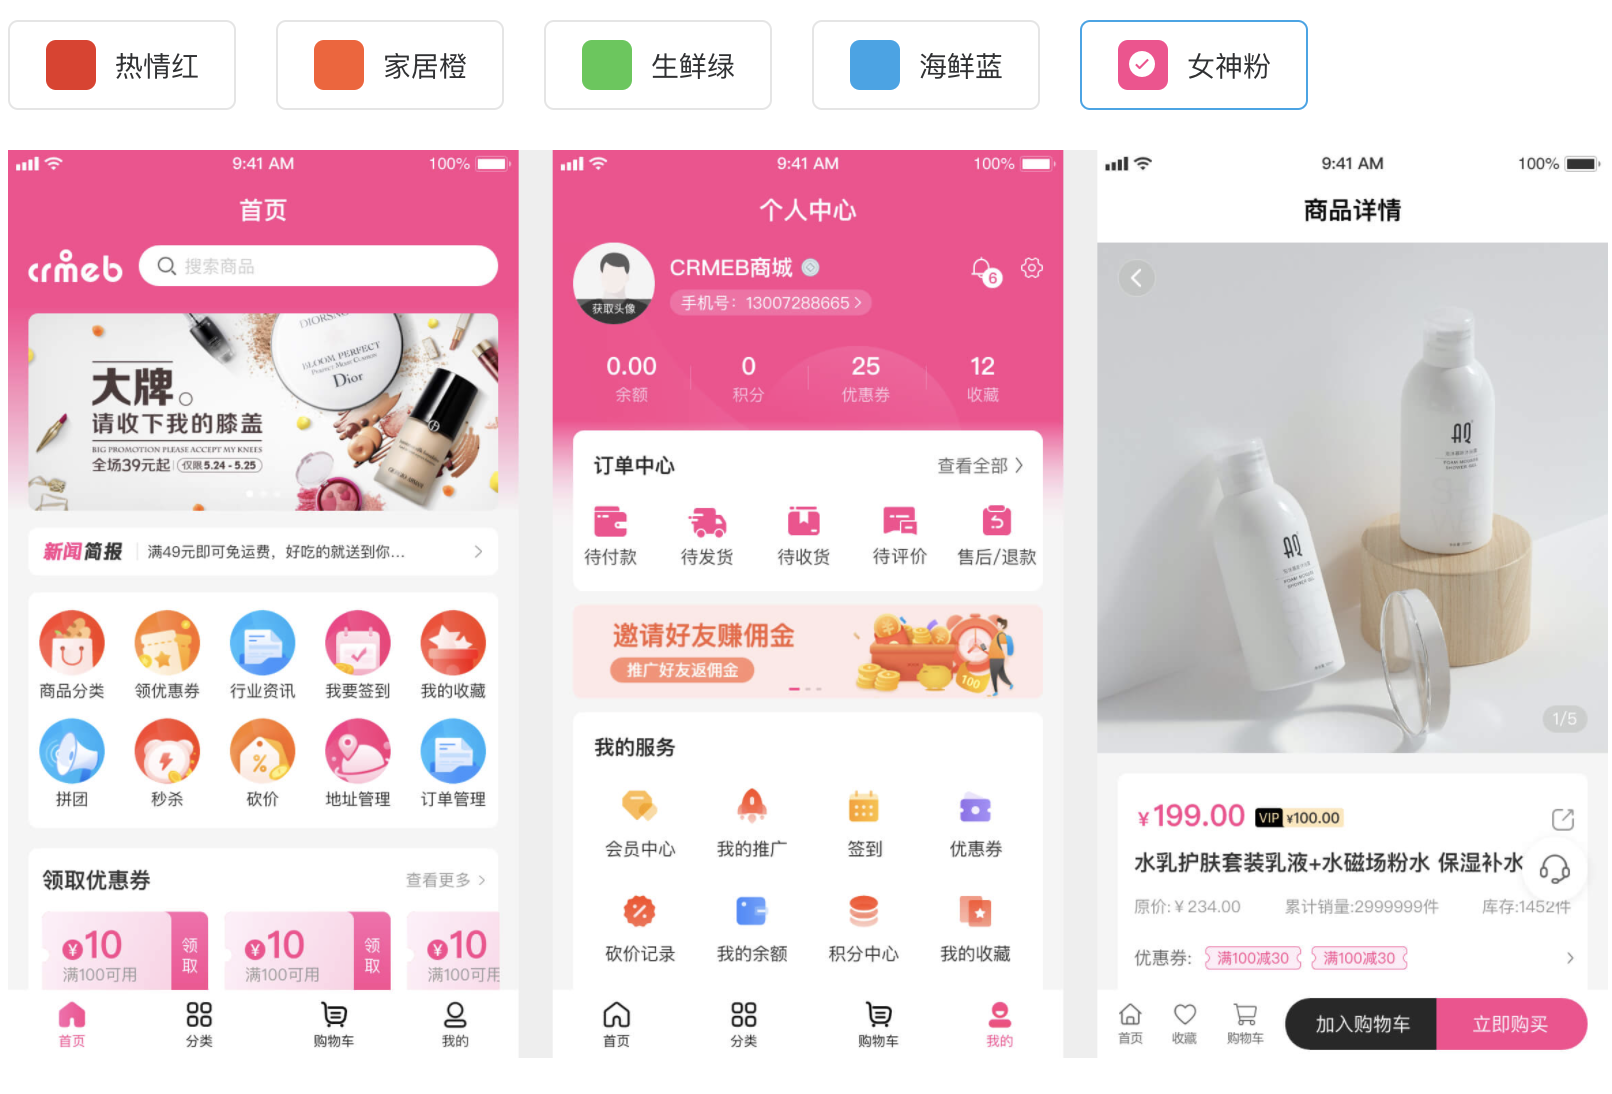 热情红
家居橙
生鲜绿
海鲜蓝
女神粉
9:41 AM
100%
首页
crmeb
搜索商品
DIORSN
BLOOM PERFECT
Perfect Moist Cushion
Dior
大牌。
请收下我的膝盖
BIG PROMOTION PLEASE ACCEPT MY KNEES
全场39元起 仅限5.24-5.25
新闻简报 满49元即可免运费，好吃的就送到你...
商品分类 领优惠券 行业资讯 我要签到 我的收藏
拼团 秒杀 砍价 地址管理 订单管理
领取优惠券 查看更多
¥10 领取
满100可用
¥10 领取
满100可用
¥10
满100可用
首页 分类 购物车 我的
9:41 AM
100%
个人中心
获取头像
CRMEB商城
6
手机号：13007288665
0.00 0 25 12
余额 积分 优惠券 收藏
订单中心 查看全部
待付款 待发货 待收货 待评价 售后/退款
邀请好友赚佣金
推广好友返佣金
100
我的服务
会员中心 我的推广 签到 优惠券
砍价记录 我的余额 积分中心 我的收藏
首页 分类 购物车 我的
9:41 AM
100%
商品详情
AQ
FOAM MOUSSE
SHOWER GEL
AQ
FOAM MOUSSE
SHOWER GEL
1/5
¥199.00 VIP ¥100.00
水乳护肤套装乳液+水磁场粉水 保湿补水
原价:¥234.00 累计销量:2999999件 库存:1452件
优惠券: 满100减30 满100减30
首页 收藏 购物车 加入购物车 立即购买